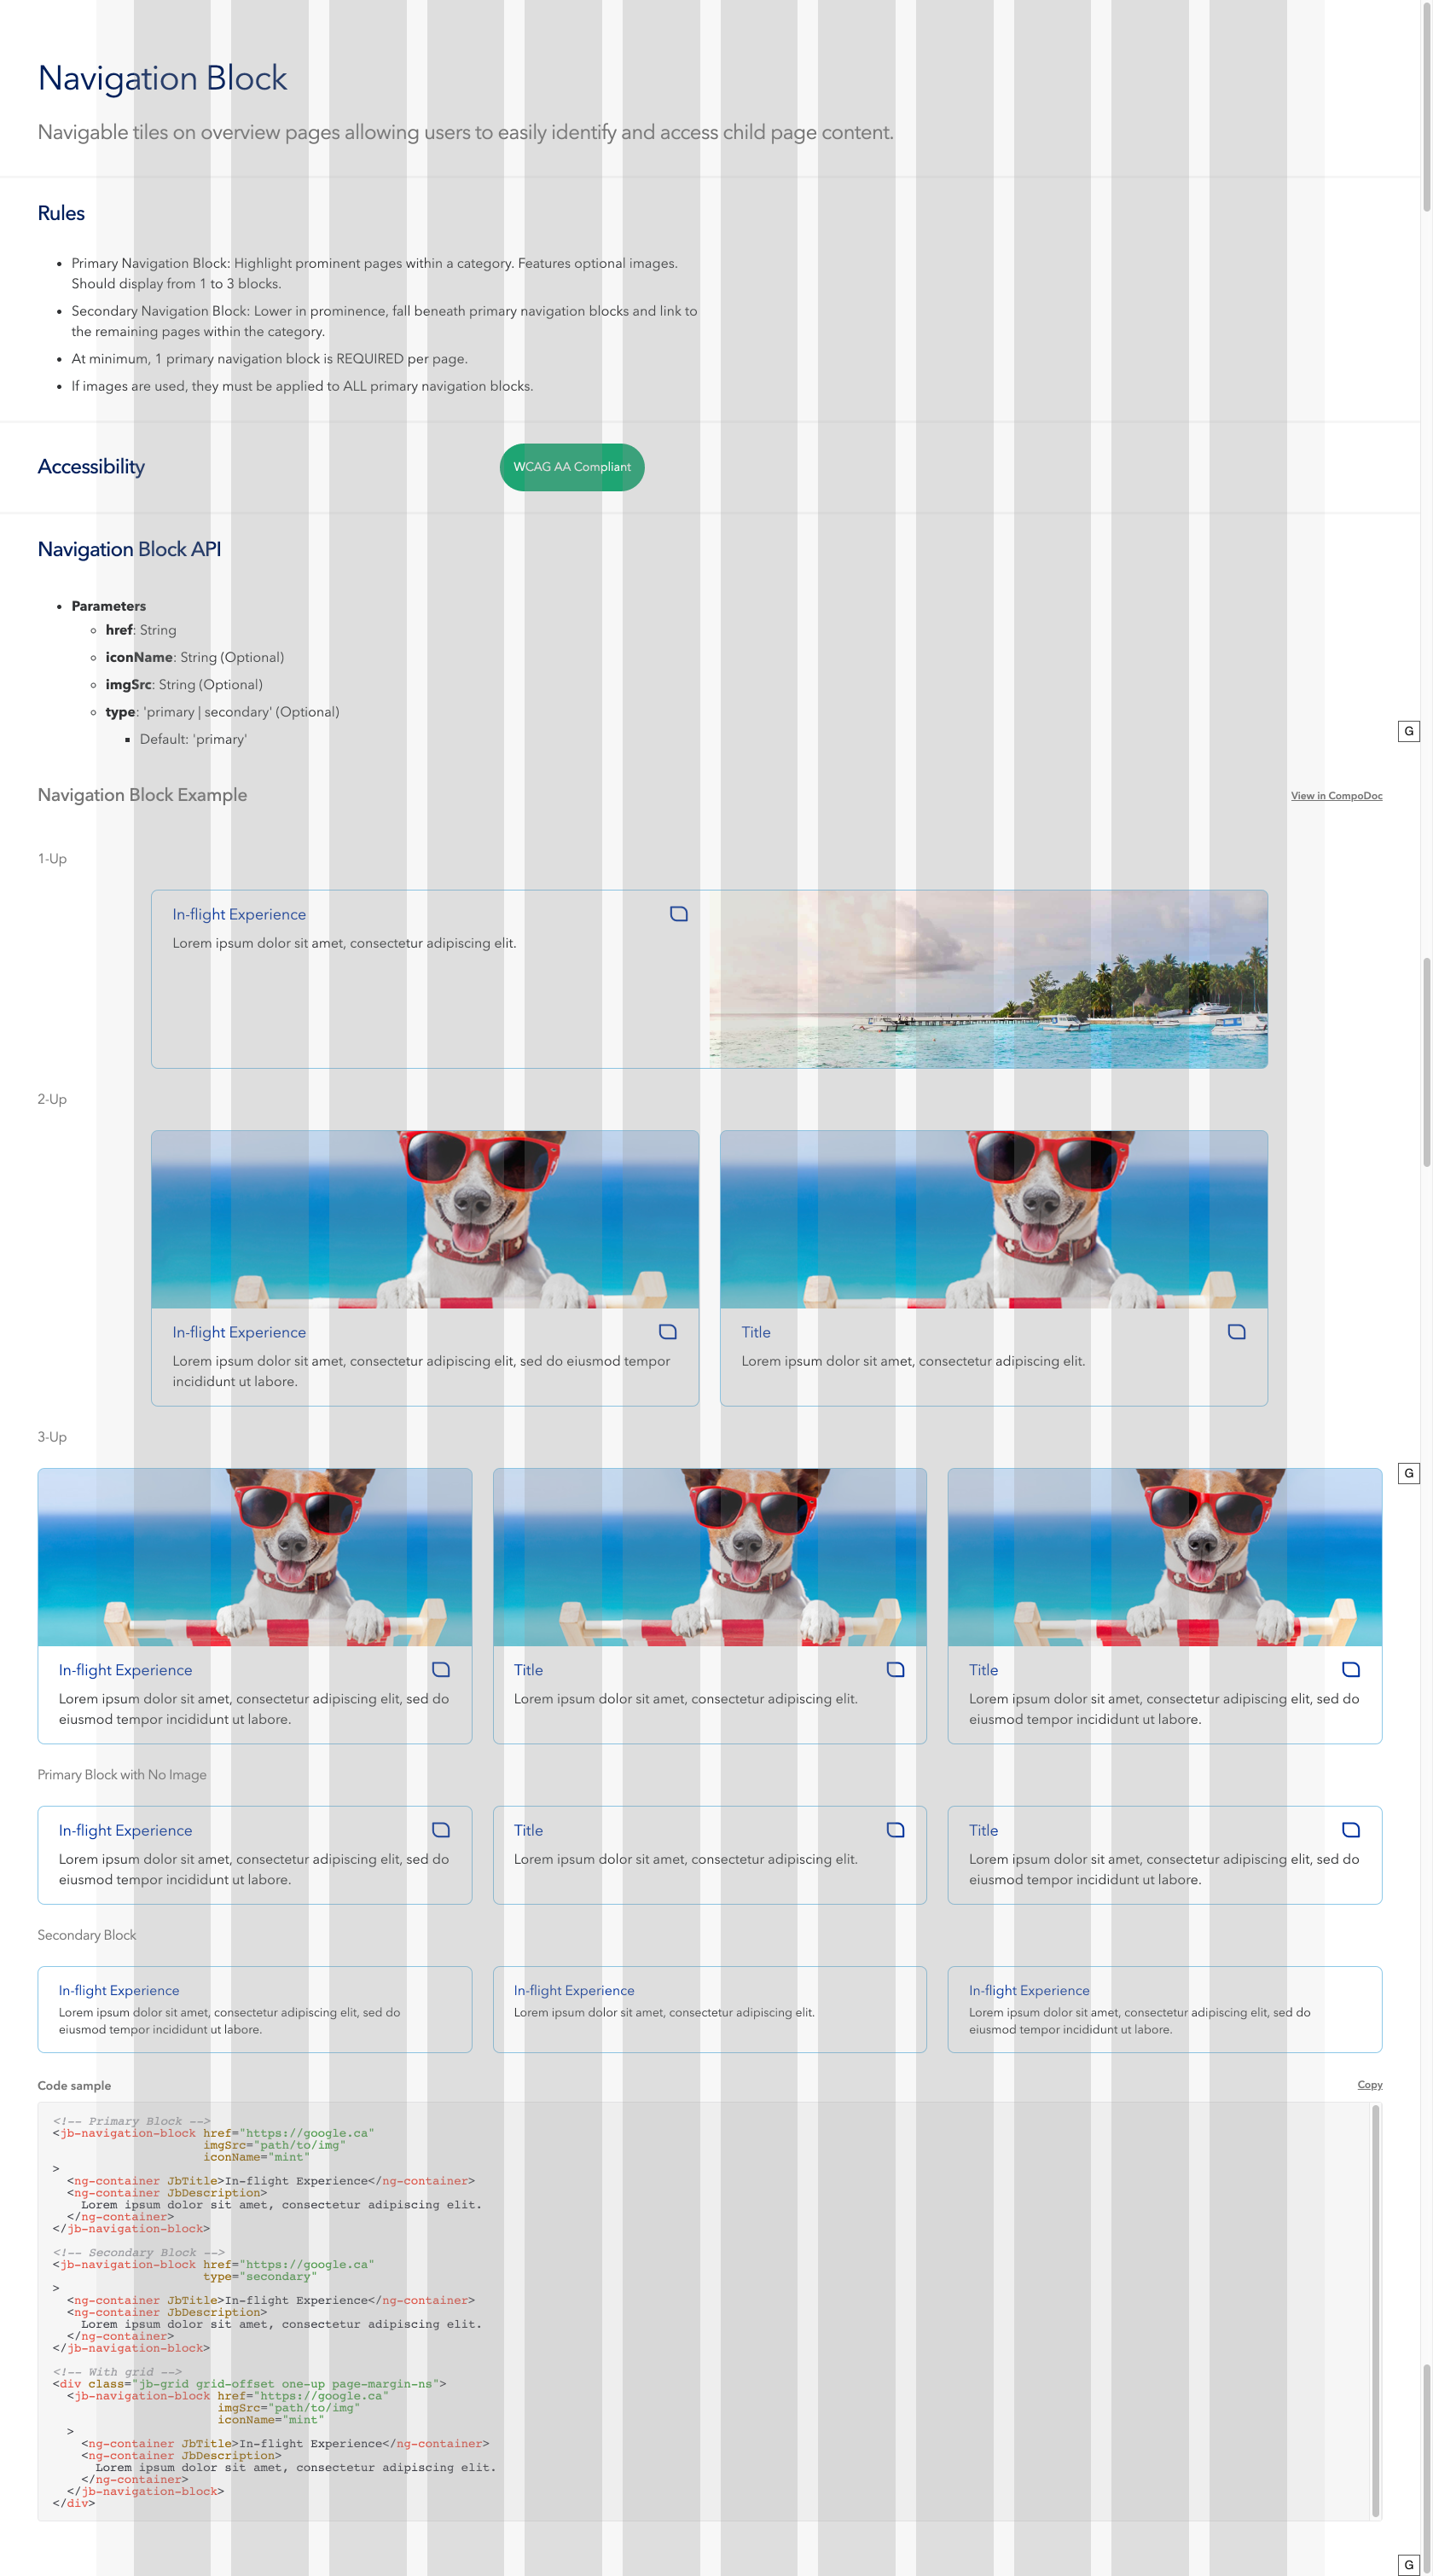 Navigation Block
Navigable tiles on overview pages allowing users to easily identify and access child page content.
Rules
• Primary Navigation Block: Highlight prominent pages within a category. Features optional images.
Should display from 1 to 3 blocks.
• Secondary Navigation Block: Lower in prominence, fall beneath primary navigation blocks and link to
the remaining pages within the category.
• At minimum, 1 primary navigation block is REQUIRED per page.
• If images are used, they must be applied to ALL primary navigation blocks.
Accessibility
WCAG AA Compliant
Navigation Block API
• Parameters
◦ href: String
◦ iconName: String (Optional)
◦ imgSrc: String (Optional)
◦ type: 'primary | secondary' (Optional)
▪ Default: 'primary'
G
Navigation Block Example
View in CompoDoc
1-Up
In-flight Experience
Lorem ipsum dolor sit amet, consectetur adipiscing elit.
2-Up
In-flight Experience
Lorem ipsum dolor sit amet, consectetur adipiscing elit, sed do eiusmod tempor
incididunt ut labore.
Title
Lorem ipsum dolor sit amet, consectetur adipiscing elit.
3-Up
G
In-flight Experience
Lorem ipsum dolor sit amet, consectetur adipiscing elit, sed do
eiusmod tempor incididunt ut labore.
Title
Lorem ipsum dolor sit amet, consectetur adipiscing elit.
Title
Lorem ipsum dolor sit amet, consectetur adipiscing elit, sed do
eiusmod tempor incididunt ut labore.
Primary Block with No Image
In-flight Experience
Lorem ipsum dolor sit amet, consectetur adipiscing elit, sed do
eiusmod tempor incididunt ut labore.
Title
Lorem ipsum dolor sit amet, consectetur adipiscing elit.
Title
Lorem ipsum dolor sit amet, consectetur adipiscing elit, sed do
eiusmod tempor incididunt ut labore.
Secondary Block
In-flight Experience
Lorem ipsum dolor sit amet, consectetur adipiscing elit, sed do
eiusmod tempor incididunt ut labore.
In-flight Experience
Lorem ipsum dolor sit amet, consectetur adipiscing elit.
In-flight Experience
Lorem ipsum dolor sit amet, consectetur adipiscing elit, sed do
eiusmod tempor incididunt ut labore.
Code sample
Copy
<!-- Primary Block -->
<jb-navigation-block href="https://google.ca"
                     imgSrc="path/to/img"
                     iconName="mint"
>
  <ng-container JbTitle>In-flight Experience</ng-container>
  <ng-container JbDescription>
    Lorem ipsum dolor sit amet, consectetur adipiscing elit.
  </ng-container>
</jb-navigation-block>
<!-- Secondary Block -->
<jb-navigation-block href="https://google.ca"
                     type="secondary"
>
  <ng-container JbTitle>In-flight Experience</ng-container>
  <ng-container JbDescription>
    Lorem ipsum dolor sit amet, consectetur adipiscing elit.
  </ng-container>
</jb-navigation-block>
<!-- With grid -->
<div class="jb-grid grid-offset one-up page-margin-ns">
  <jb-navigation-block href="https://google.ca"
                       imgSrc="path/to/img"
                       iconName="mint"
  >
    <ng-container JbTitle>In-flight Experience</ng-container>
    <ng-container JbDescription>
      Lorem ipsum dolor sit amet, consectetur adipiscing elit.
    </ng-container>
  </jb-navigation-block>
</div>
G